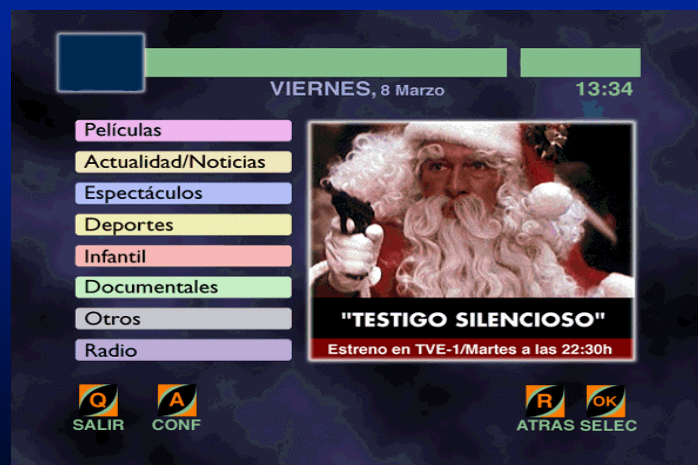 VIERNES, 8 Marzo
13:34
Películas
Actualidad/Noticias
Espectáculos
Deportes
Infantil
Documentales
Otros
Radio
"TESTIGO SILENCIOSO"
Estreno en TVE-1/Martes a las 22:30h
Q
A
R
OK
SALIR
CONF
ATRAS
SELEC